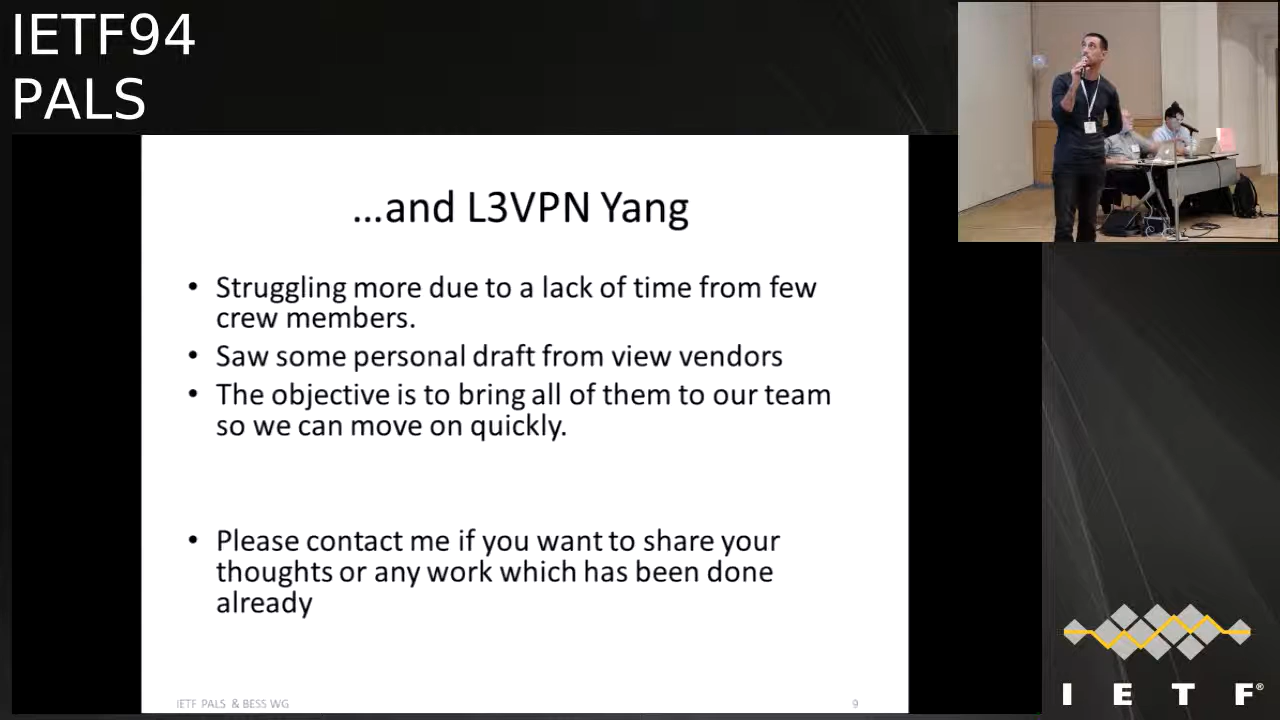 IETF94
PALS
...and L3VPN Yang
• Struggling more due to a lack of time from few
crew members.
• Saw some personal draft from view vendors
• The objective is to bring all of them to our team
so we can move on quickly.
• Please contact me if you want to share your
thoughts or any work which has been done
already
IETF PALS & BESS WG
9
I E T F®